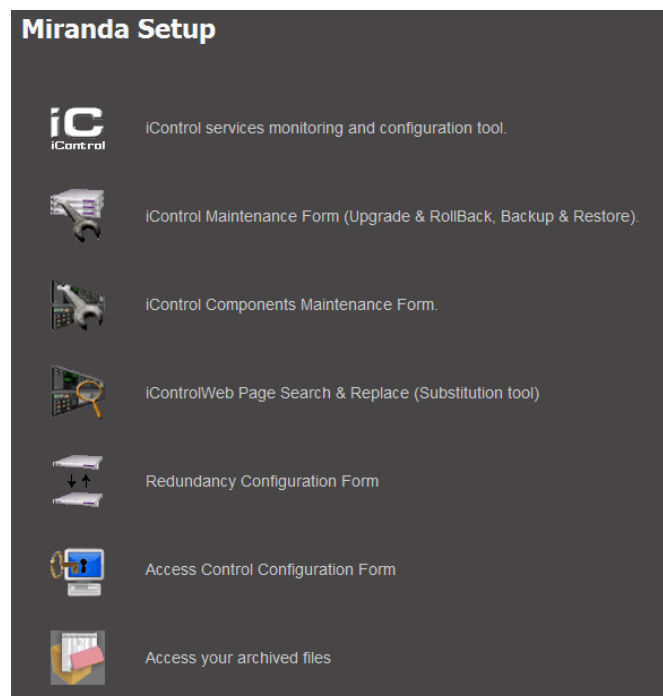 Miranda Setup
iC
iControl
iControl services monitoring and configuration tool.
iControl Maintenance Form (Upgrade & RollBack, Backup & Restore).
iControl Components Maintenance Form.
iControlWeb Page Search & Replace (Substitution tool)
Redundancy Configuration Form
Access Control Configuration Form
Access your archived files